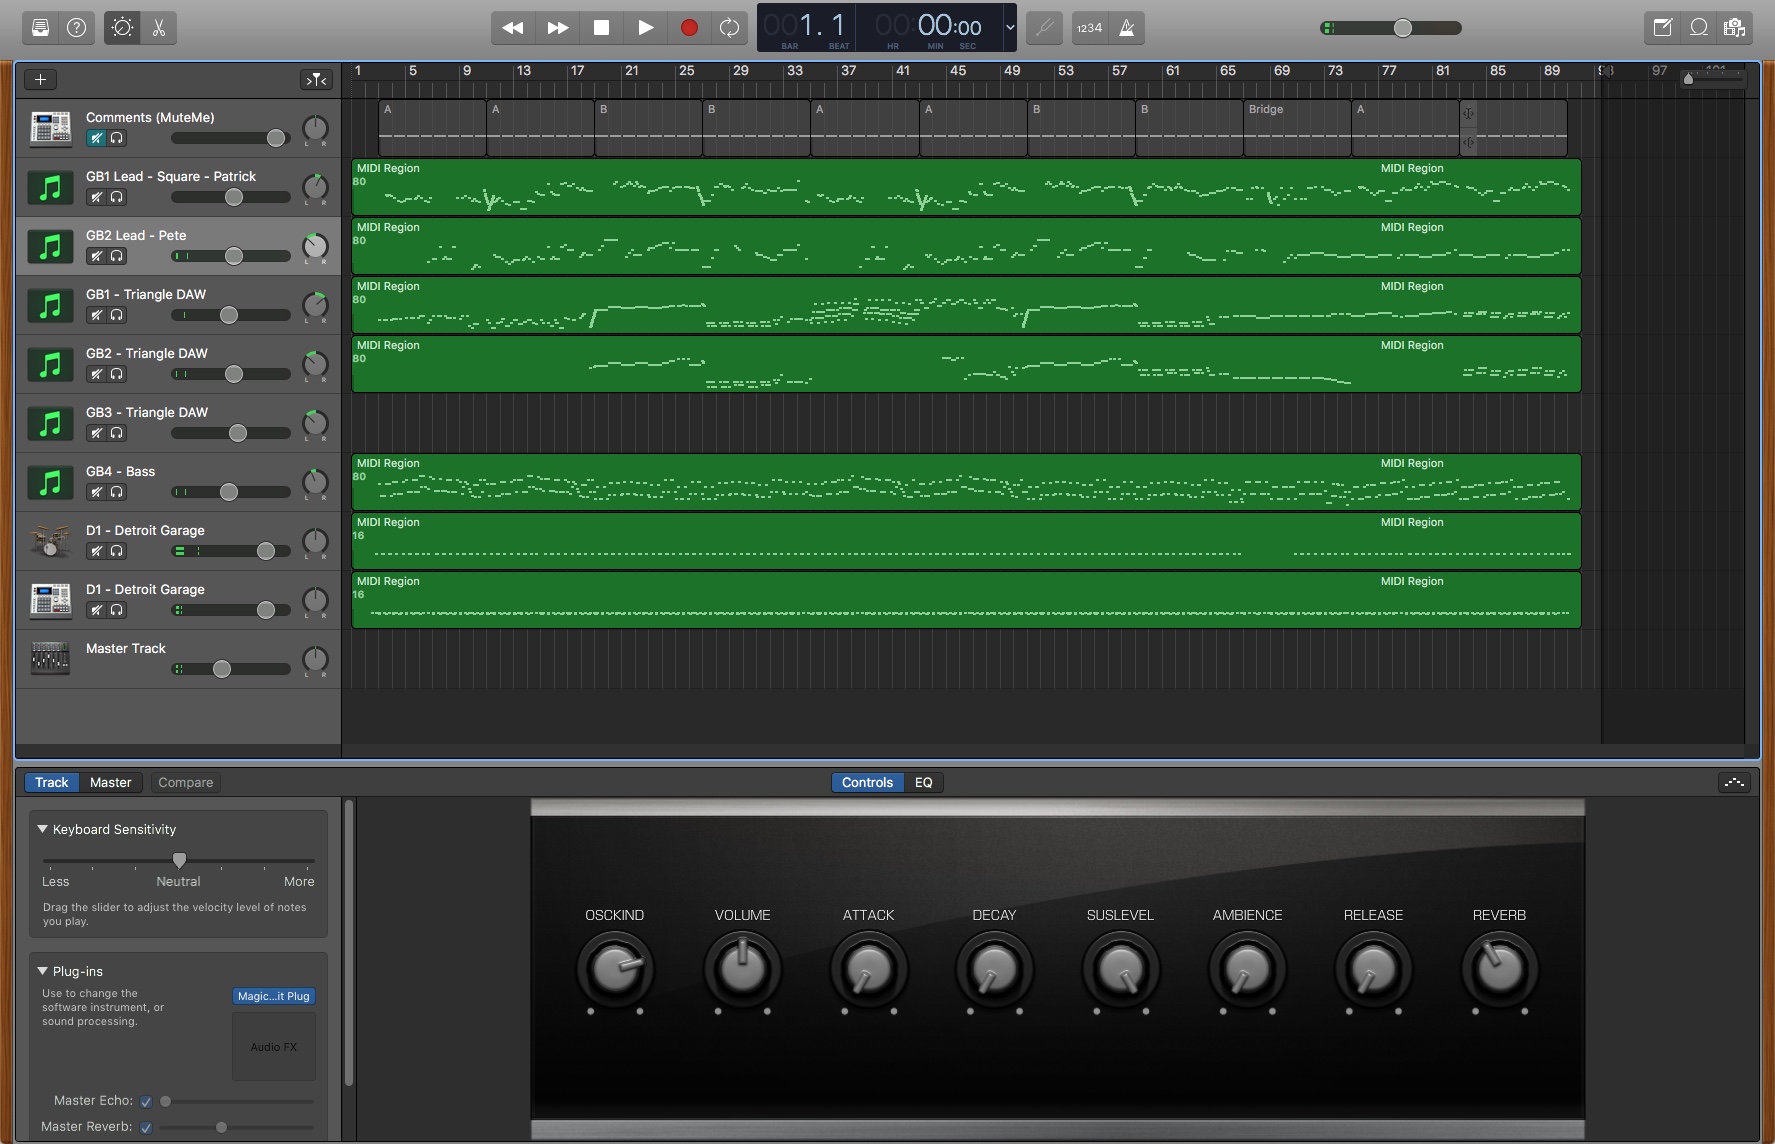 1234
001. 1
00:00:00
BAR BEAT HR MIN SEC
1 5 9 13 17 21 25 29 33 37 41 45 49 53 57 61 65 69 73 77 81 85 89 97 101
Comments (MuteMe)
L R
A A B B A A B B Bridge A
GB1 Lead - Square - Patrick
L R
MIDI Region MIDI Region
80
GB2 Lead - Pete
L R
MIDI Region MIDI Region
80
GB1 - Triangle DAW
L R
MIDI Region MIDI Region
80
GB2 - Triangle DAW
L R
MIDI Region MIDI Region
80
GB3 - Triangle DAW
L R
GB4 - Bass
L R
MIDI Region MIDI Region
80
D1 - Detroit Garage
L R
MIDI Region MIDI Region
16
D1 - Detroit Garage
L R
MIDI Region MIDI Region
16
Master Track
L R
Track Master Compare Controls EQ
Keyboard Sensitivity
Less Neutral More
Drag the slider to adjust the velocity level of notes
you play.
Plug-ins
Use to change the
software instrument, or
sound processing.
Magic...it Plug
Audio FX
Master Echo:
Master Reverb:
OSCKIND VOLUME ATTACK DECAY SUSLEVEL AMBIENCE RELEASE REVERB